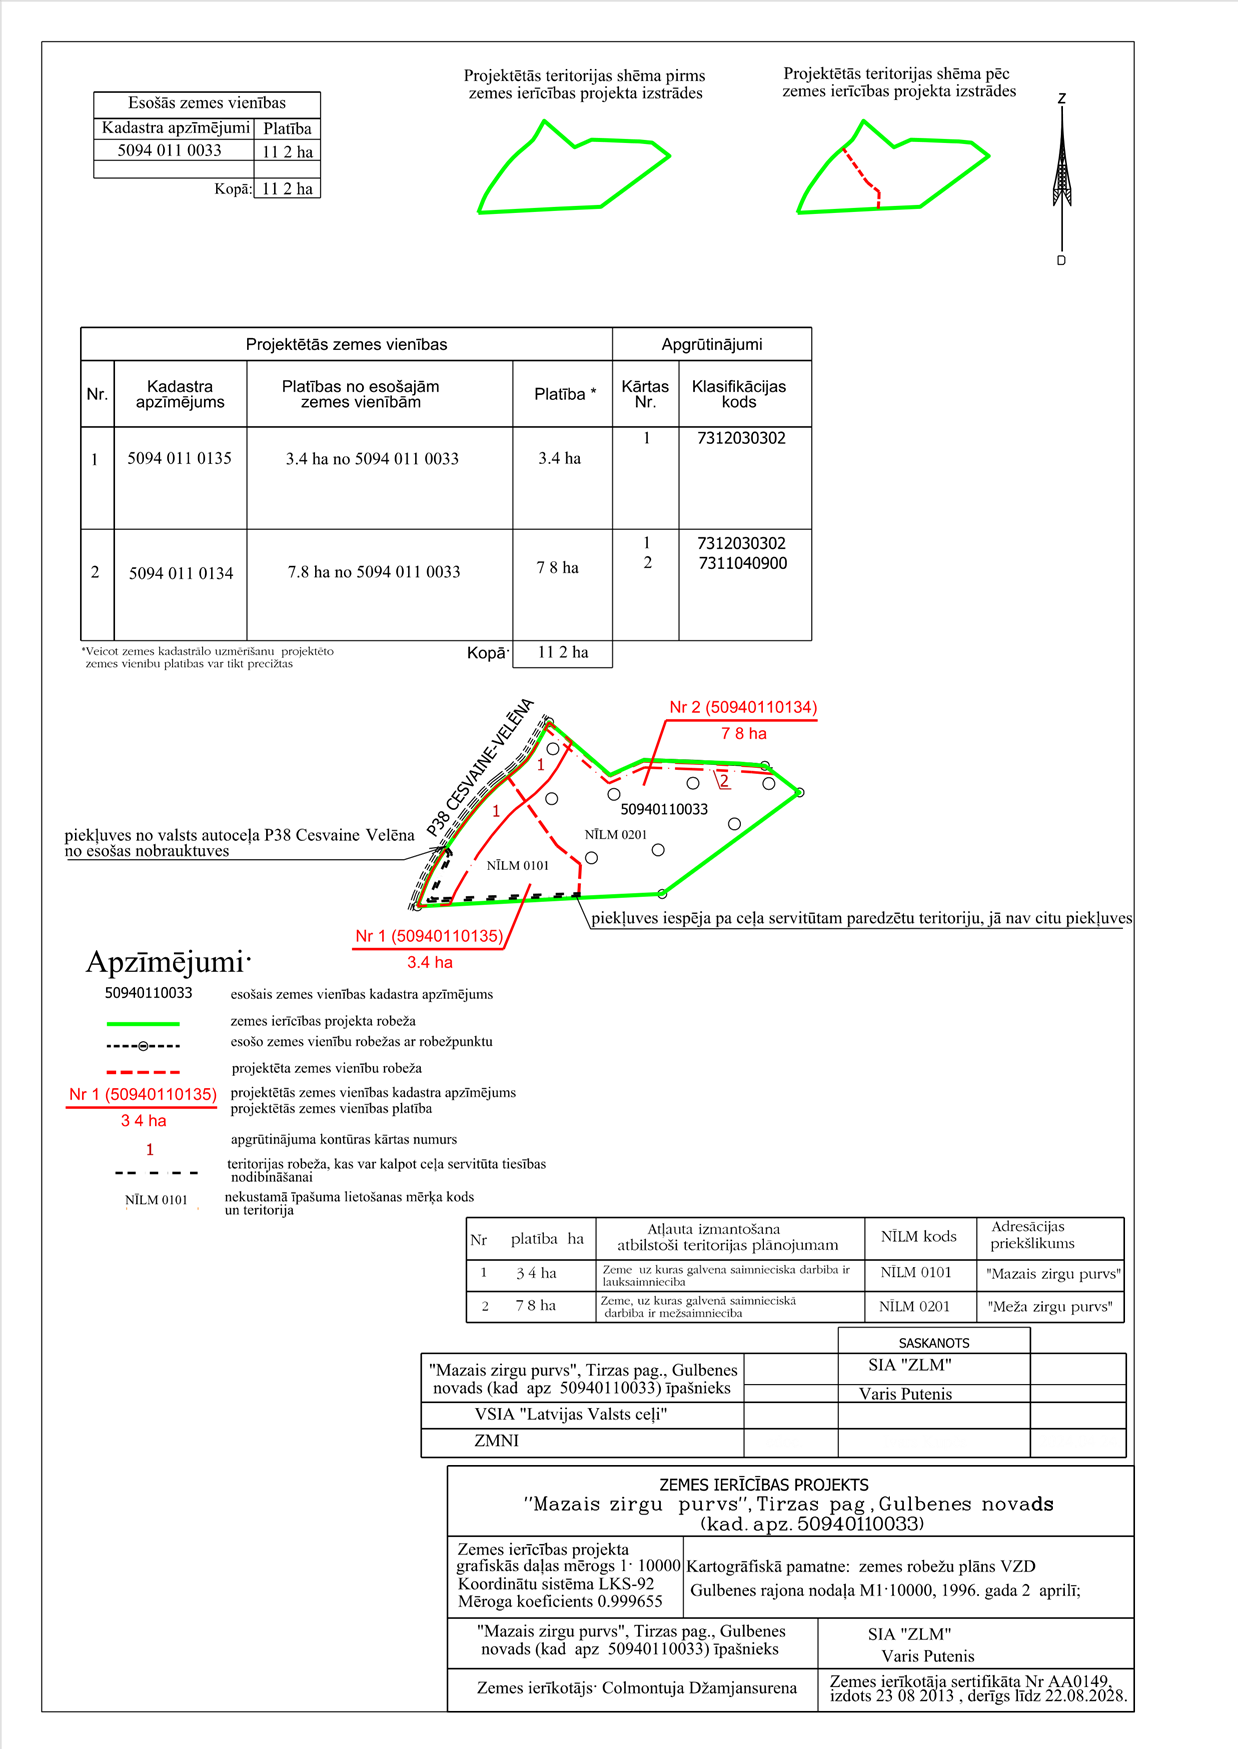 Projektētās teritorijas shēma pirms
zemes ierīcības projekta izstrādes
Projektētās teritorijas shēma pēc
zemes ierīcības projekta izstrādes
Z
D
Esošās zemes vienības
Kadastra apzīmējumi Platība
5094 011 0033 11 2 ha
Kopā: 11 2 ha
Projektētās zemes vienības Apgrūtinājumi
Nr. Kadastra apzīmējums Platības no esošajām zemes vienībām Platība * Kārtas Nr. Klasifikācijas kods
1 5094 011 0135 3.4 ha no 5094 011 0033 3.4 ha 1 7312030302
2 5094 011 0134 7.8 ha no 5094 011 0033 7 8 ha 1 7312030302
2 7311040900
*Veicot zemes kadastrālo uzmērīšanu projektēto
zemes vienību platības var tikt precizētas
Kopā· 11 2 ha
P38 CESVAINE-VELĒNA
Nr 2 (50940110134)
7 8 ha
1
1
2
50940110033
NĪLM 0201
NĪLM 0101
piekļuves no valsts autoceļa P38 Cesvaine Velēna
no esošas nobrauktuves
piekļuves iespēja pa ceļa servitūtam paredzētu teritoriju, jā nav citu piekļuves
Nr 1 (50940110135)
3.4 ha
Apzīmējumi·
50940110033 esošais zemes vienības kadastra apzīmējums
zemes ierīcības projekta robeža
esošo zemes vienību robežas ar robežpunktu
projektēta zemes vienību robeža
Nr 1 (50940110135) projektētās zemes vienības kadastra apzīmējums
3 4 ha projektētās zemes vienības platība
1 apgrūtinājuma kontūras kārtas numurs
teritorijas robeža, kas var kalpot ceļa servitūta tiesības
nodibināšanai
NĪLM 0101 nekustamā īpašuma lietošanas mērķa kods
un teritorija
Nr platība ha Atļauta izmantošana atbilstoši teritorijas plānojumam NĪLM kods Adresācijas priekšlikums
1 3 4 ha Zeme uz kuras galvenā saimnieciskā darbība ir lauksaimniecība NĪLM 0101 "Mazais zirgu purvs"
2 7 8 ha Zeme, uz kuras galvenā saimnieciskā darbība ir mežsaimniecība NĪLM 0201 "Meža zirgu purvs"
SASKANOTS
"Mazais zirgu purvs", Tirzas pag., Gulbenes
novads (kad apz 50940110033) īpašnieks
SIA "ZLM"
Varis Putenis
VSIA "Latvijas Valsts ceļi"
ZMNI
ZEMES IERĪCĪBAS PROJEKTS
"Mazais zirgu purvs", Tirzas pag , Gulbenes novads
(kad. apz. 50940110033)
Zemes ierīcības projekta
grafiskās daļas mērogs 1· 10000
Koordinātu sistēma LKS-92
Mēroga koeficients 0.999655
Kartogrāfiskā pamatne: zemes robežu plāns VZD
Gulbenes rajona nodaļa M1·10000, 1996. gada 2 aprilī;
"Mazais zirgu purvs", Tirzas pag., Gulbenes
novads (kad apz 50940110033) īpašnieks
SIA "ZLM"
Varis Putenis
Zemes ierīkotājs· Colmontuja Džamjansurena
Zemes ierīkotāja sertifikāta Nr AA0149,
izdots 23 08 2013 , derīgs līdz 22.08.2028.